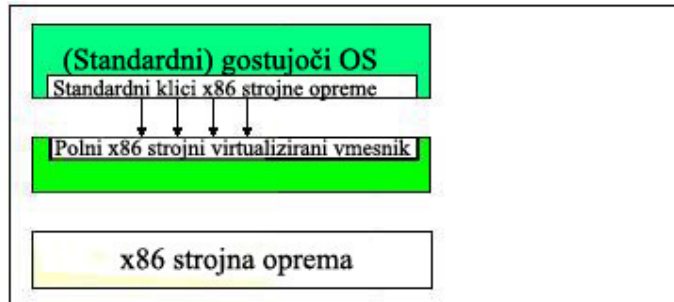 (Standardni) gostujoči OS
Standardni klici x86 strojne opreme
Polni x86 strojni virtualizirani vmesnik
x86 strojna oprema